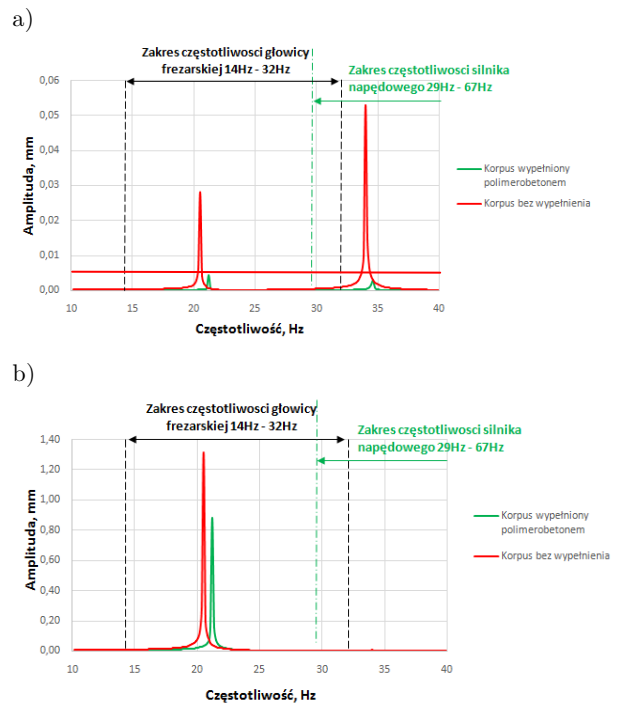 a)
Zakres częstotliwosci głowicy
frezarskiej 14Hz - 32Hz
Zakres częstotliwosci silnika
napędowego 29Hz - 67Hz
Amplituda, mm
0,06
0,05
0,04
0,03
0,02
0,01
0,00
10 15 20 25 30 35 40
Częstotliwość, Hz
Korpus wypełniony
polimerobetonem
Korpus bez wypełnienia
b)
Zakres częstotliwosci głowicy
frezarskiej 14Hz - 32Hz
Zakres częstotliwosci silnika
napędowego 29Hz - 67Hz
Amplituda, mm
1,40
1,20
1,00
0,80
0,60
0,40
0,20
0,00
10 15 20 25 30 35 40
Częstotliwość, Hz
Korpus wypełniony
polimerobetonem
Korpus bez wypełnienia